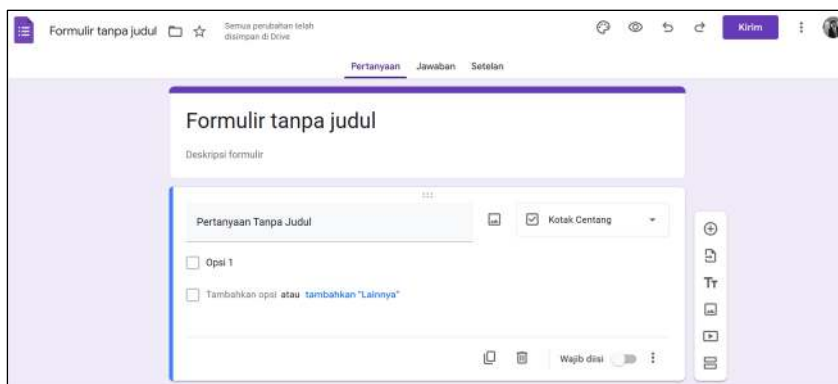 Formulir tanpa judul
Semua perubahan telah
disimpan di Drive
Kirim
Pertanyaan Jawaban Setelan
Formulir tanpa judul
Deskripsi formulir
Pertanyaan Tanpa Judul
Kotak Centang
Opsi 1
Tambahkan opsi atau tambahkan "Lainnya"
Tт
Wajib diisi